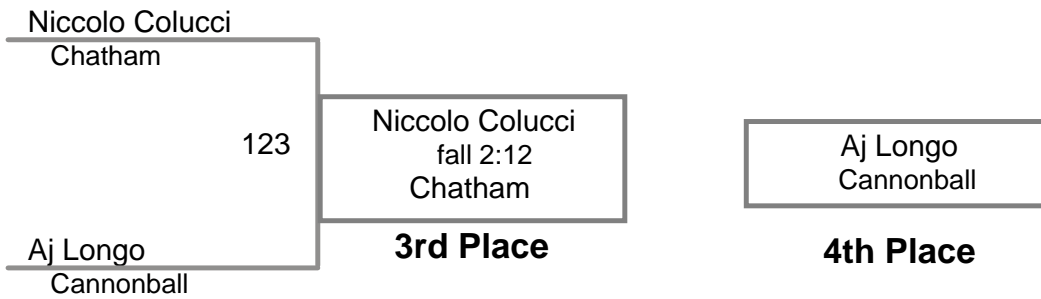 Niccolo Colucci
Chatham
123
Niccolo Colucci
fall 2:12
Chatham
3rd Place
Aj Longo
Cannonball
4th Place
Aj Longo
Cannonball